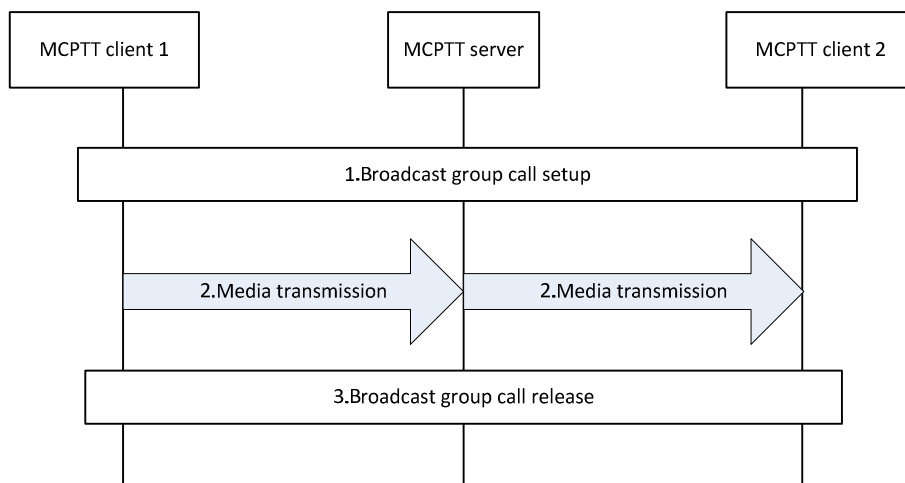 MCPTT client 1
MCPTT server
MCPTT client 2
1.Broadcast group call setup
2.Media transmission
2.Media transmission
3.Broadcast group call release